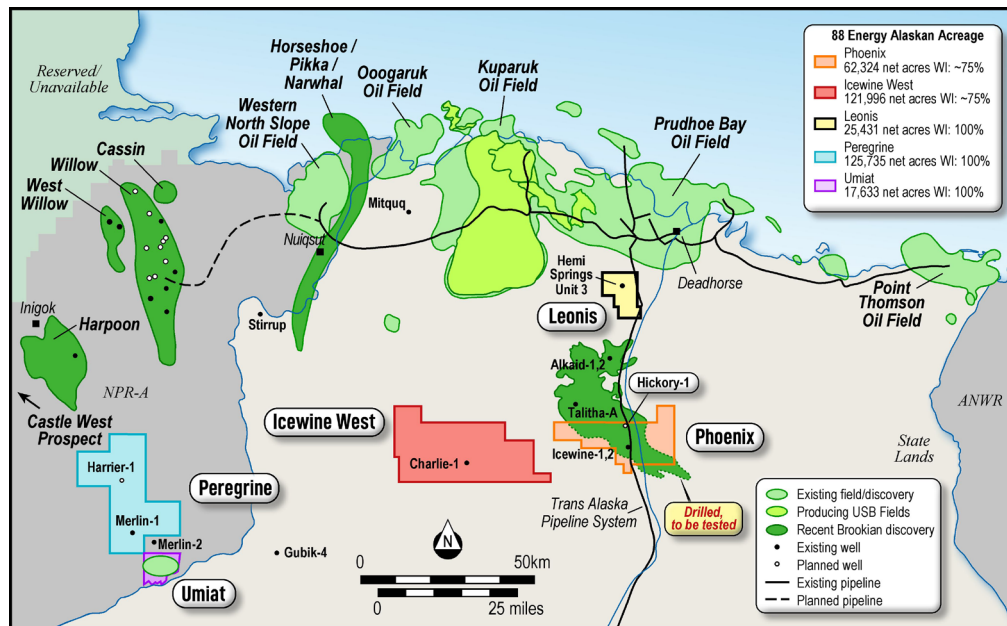 Reserved/
Unavailable
Horseshoe /
Pikka /
Narwhal
Ooogaruk
Oil Field
Kuparuk
Oil Field
Western
North Slope
Oil Field
Prudhoe Bay
Oil Field
88 Energy Alaskan Acreage
Phoenix
62,324 net acres WI: ~75%
Icewine West
121,996 net acres WI: ~75%
Leonis
25,431 net acres WI: 100%
Peregrine
125,735 net acres WI: 100%
Umiat
17,633 net acres WI: 100%
Cassin
Willow
West
Willow
Mitquq
Nuiqsut
Deadhorse
Hemi
Springs
Unit 3
Leonis
Point
Thomson
Oil Field
Inigok
Harpoon
Stirrup
NPR-A
Castle West
Prospect
Alkaid-1,2
Hickory-1
Talitha-A
Icewine West
Charlie-1
Icewine-1,2
Phoenix
ANWR
State
Lands
Harrier-1
Peregrine
Merlin-1
Merlin-2
Umiat
Gubik-4
Trans Alaska
Pipeline System
Drilled,
to be tested
N
0 50km
0 25 miles
Existing field/discovery
Producing USB Fields
Recent Brookian discovery
Existing well
Planned well
Existing pipeline
Planned pipeline